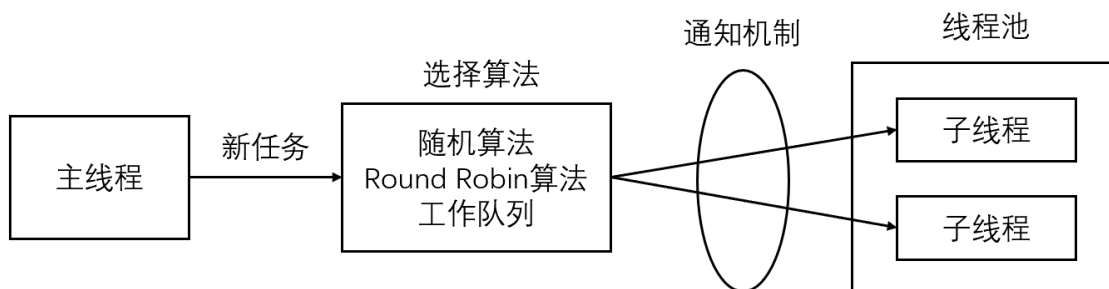 通知机制
线程池
选择算法
主线程
新任务
随机算法
Round Robin算法
工作队列
子线程
子线程